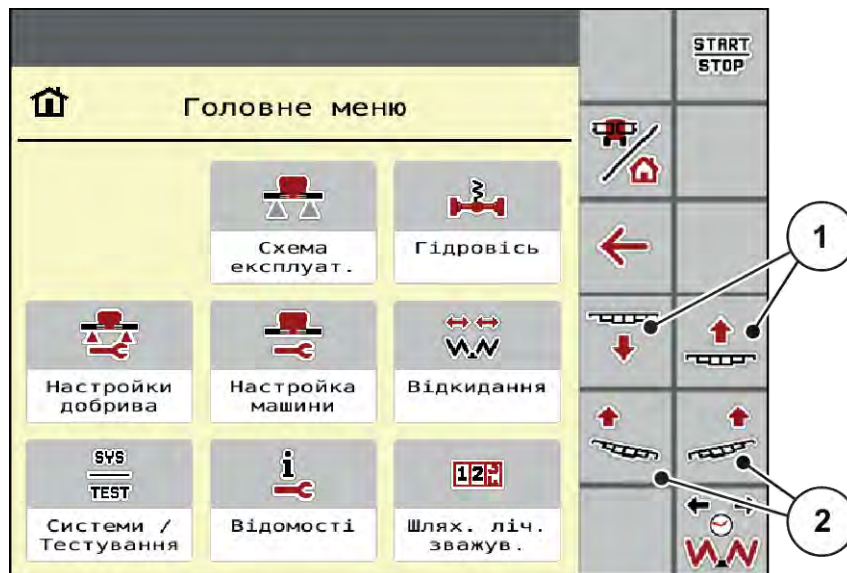 START
STOP
Головне меню
Схема
експлуат.
Гідровісь
1
Настройки
добрива
Настройка
машини
Відкидання
SYS
TEST
i
123
Системи /
Тестування
Відомості
Шлях. ліч.
зважув.
2